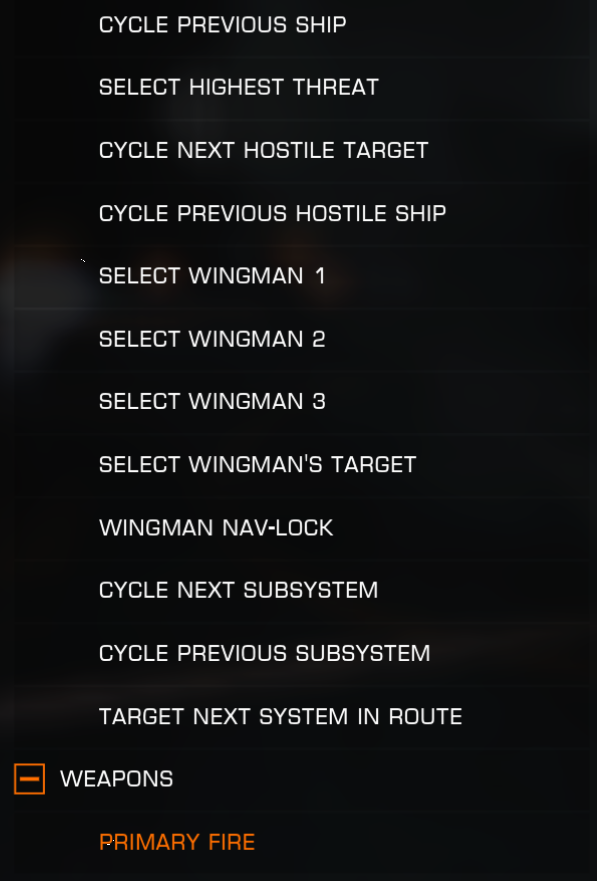 CYCLE PREVIOUS SHIP
SELECT HIGHEST THREAT
CYCLE NEXT HOSTILE TARGET
CYCLE PREVIOUS HOSTILE SHIP
SELECT WINGMAN 1
SELECT WINGMAN 2
SELECT WINGMAN 3
SELECT WINGMAN'S TARGET
WINGMAN NAV-LOCK
CYCLE NEXT SUBSYSTEM
CYCLE PREVIOUS SUBSYSTEM
TARGET NEXT SYSTEM IN ROUTE
WEAPONS
PRIMARY FIRE